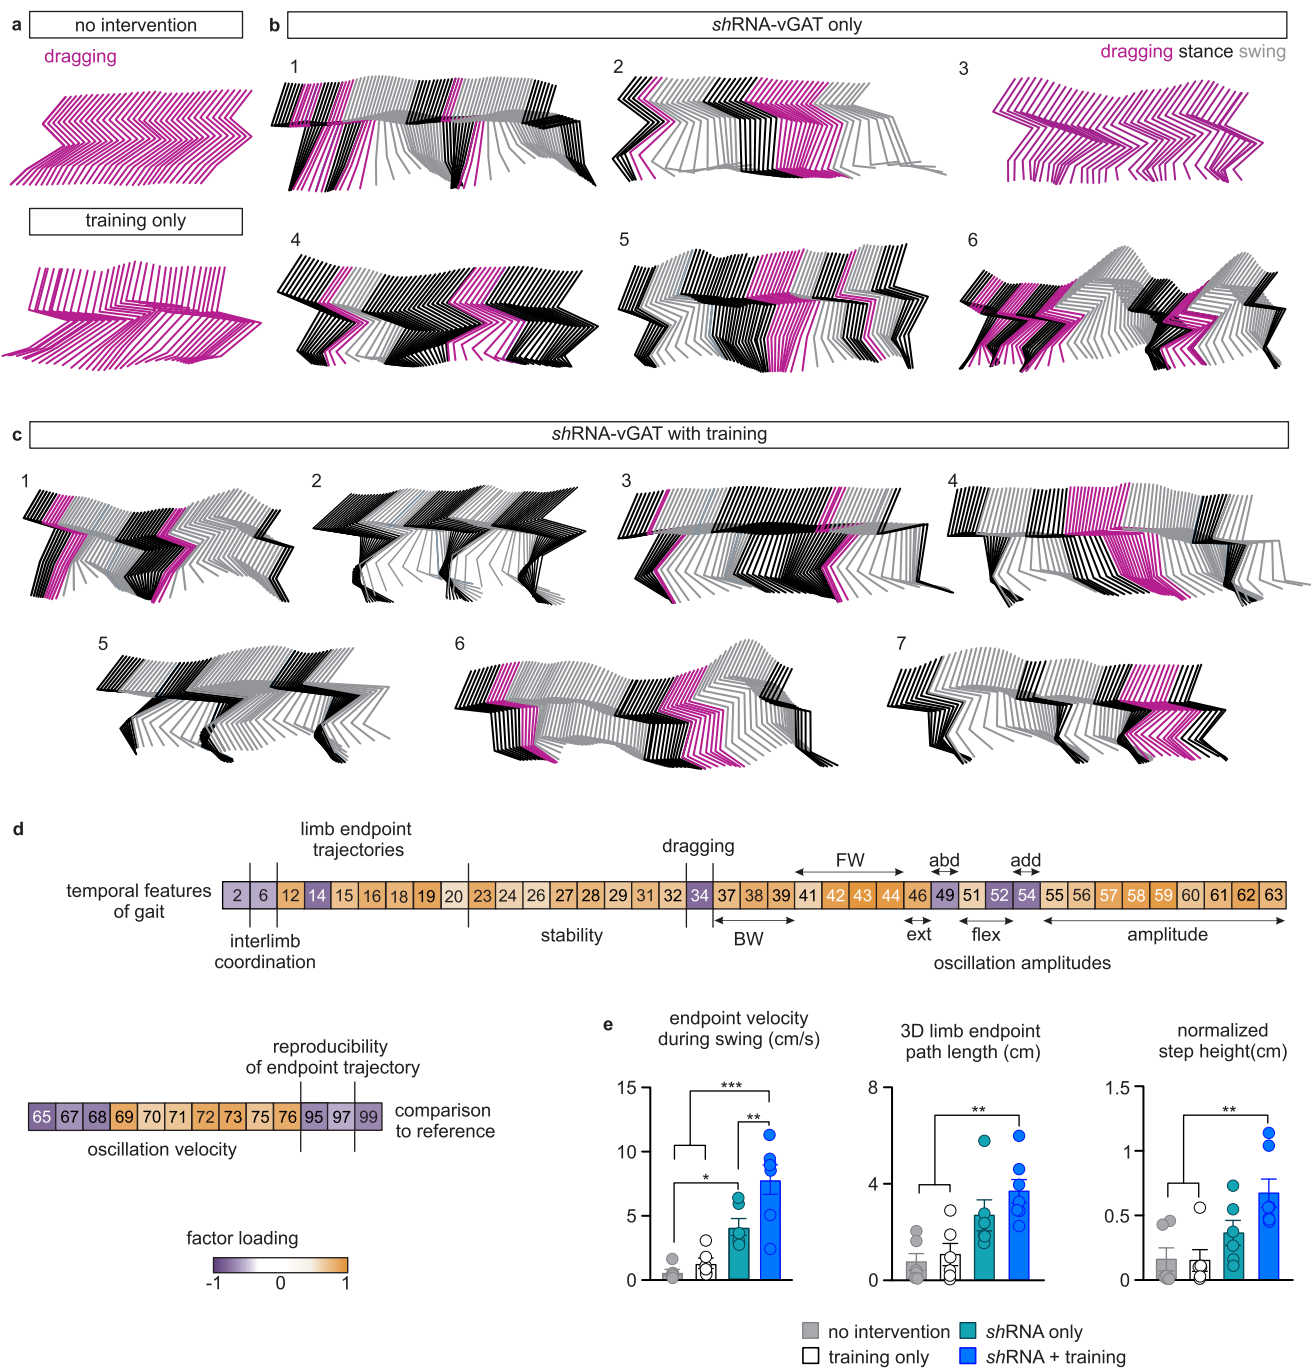 a
no intervention
dragging
training only
b
shRNA-vGAT only
dragging stance swing
1
2
3
4
5
6
c
shRNA-vGAT with training
1
2
3
4
5
6
7
d
limb endpoint
trajectories
dragging
FW
abd
add
temporal features
of gait
2 6 12 14 15 16 18 19 20 23 24 26 27 28 29 31 32 34 37 38 39 41 42 43 44 46 49 51 52 54 55 56 57 58 59 60 61 62 63
interlimb
coordination
stability
BW
ext
flex
amplitude
oscillation amplitudes
reproducibility
of endpoint trajectory
65 67 68 69 70 71 72 73 75 76 95 97 99
comparison
to reference
oscillation velocity
factor loading
-1
0
1
e
endpoint velocity
during swing (cm/s)
15
10
5
0
***
**
*
3D limb endpoint
path length (cm)
8
4
0
**
normalized
step height(cm)
1.5
1
0.5
0
**
no intervention
shRNA only
training only
shRNA + training